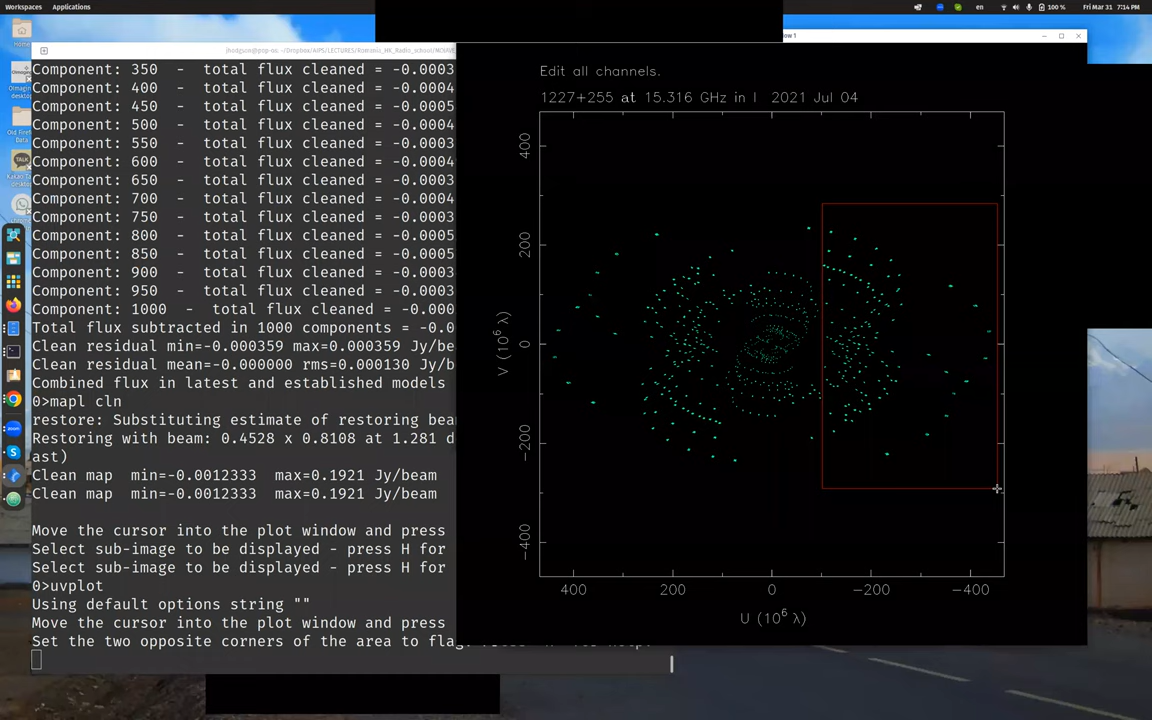 Workspaces Applications
en
100 %
Fri Mar 31 7:14 PM
Home
jhodgson@pop-os: ~/Dropbox/AIPS/LECTURES/Romania_HK_Radio_school/MOJAVE
Component: 350 - total flux cleaned = -0.0003
Component: 400 - total flux cleaned = -0.0004
Component: 450 - total flux cleaned = -0.0005
Component: 500 - total flux cleaned = -0.0004
Component: 550 - total flux cleaned = -0.0003
Component: 600 - total flux cleaned = -0.0004
Component: 650 - total flux cleaned = -0.0003
Component: 700 - total flux cleaned = -0.0004
Component: 750 - total flux cleaned = -0.0003
Component: 800 - total flux cleaned = -0.0005
Component: 850 - total flux cleaned = -0.0003
Component: 900 - total flux cleaned = -0.0003
Component: 950 - total flux cleaned = -0.0003
Component: 1000 - total flux cleaned = -0.000
Total flux subtracted in 1000 components = -0.0
Clean residual min=-0.000359 max=0.000359 Jy/be
Clean residual mean=-0.000000 rms=0.000130 Jy/b
Combined flux in latest and established models
0>mapl cln
restore: Substituting estimate of restoring bea
Restoring with beam: 0.4528 x 0.8108 at 1.281 d
ast)
Clean map min=-0.0012333 max=0.1921 Jy/beam
Clean map min=-0.0012333 max=0.1921 Jy/beam
Move the cursor into the plot window and press
Select sub-image to be displayed - press H for
Select sub-image to be displayed - press H for
0>uvplot
Using default options string ""
Move the cursor into the plot window and press
Set the two opposite corners of the area to flag
Edit all channels.
1227+255 at 15.316 GHz in I 2021 Jul 04
400
200
0
-200
-400
V (10⁶ λ)
400 200 0 -200 -400
U (10⁶ λ)